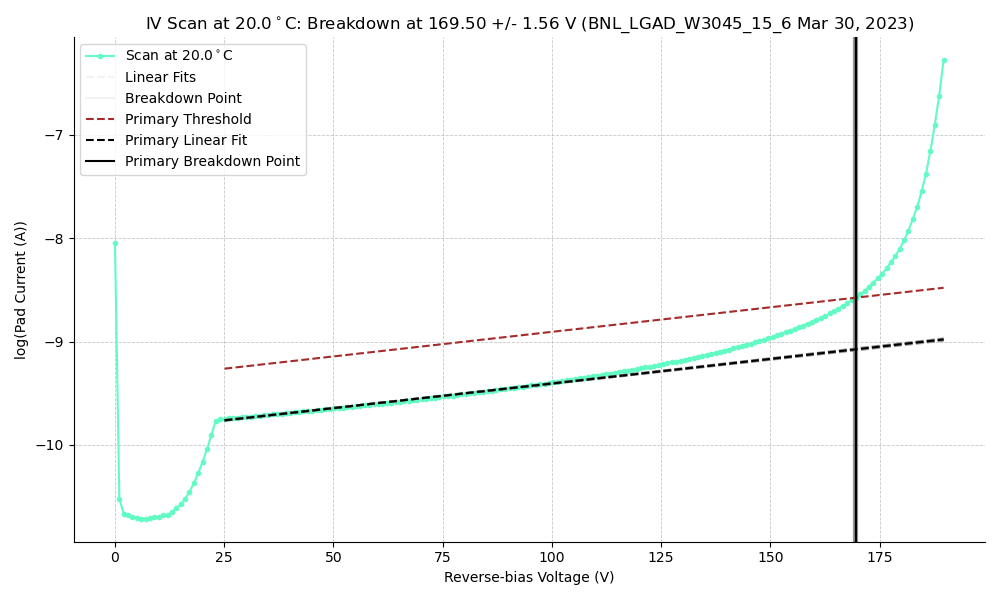 IV Scan at 20.0°C: Breakdown at 169.50 +/- 1.56 V (BNL_LGAD_W3045_15_6 Mar 30, 2023)
Scan at 20.0°C
Linear Fits
Breakdown Point
Primary Threshold
Primary Linear Fit
Primary Breakdown Point
log(Pad Current (A))
−7
−8
−9
−10
0 25 50 75 100 125 150 175
Reverse-bias Voltage (V)